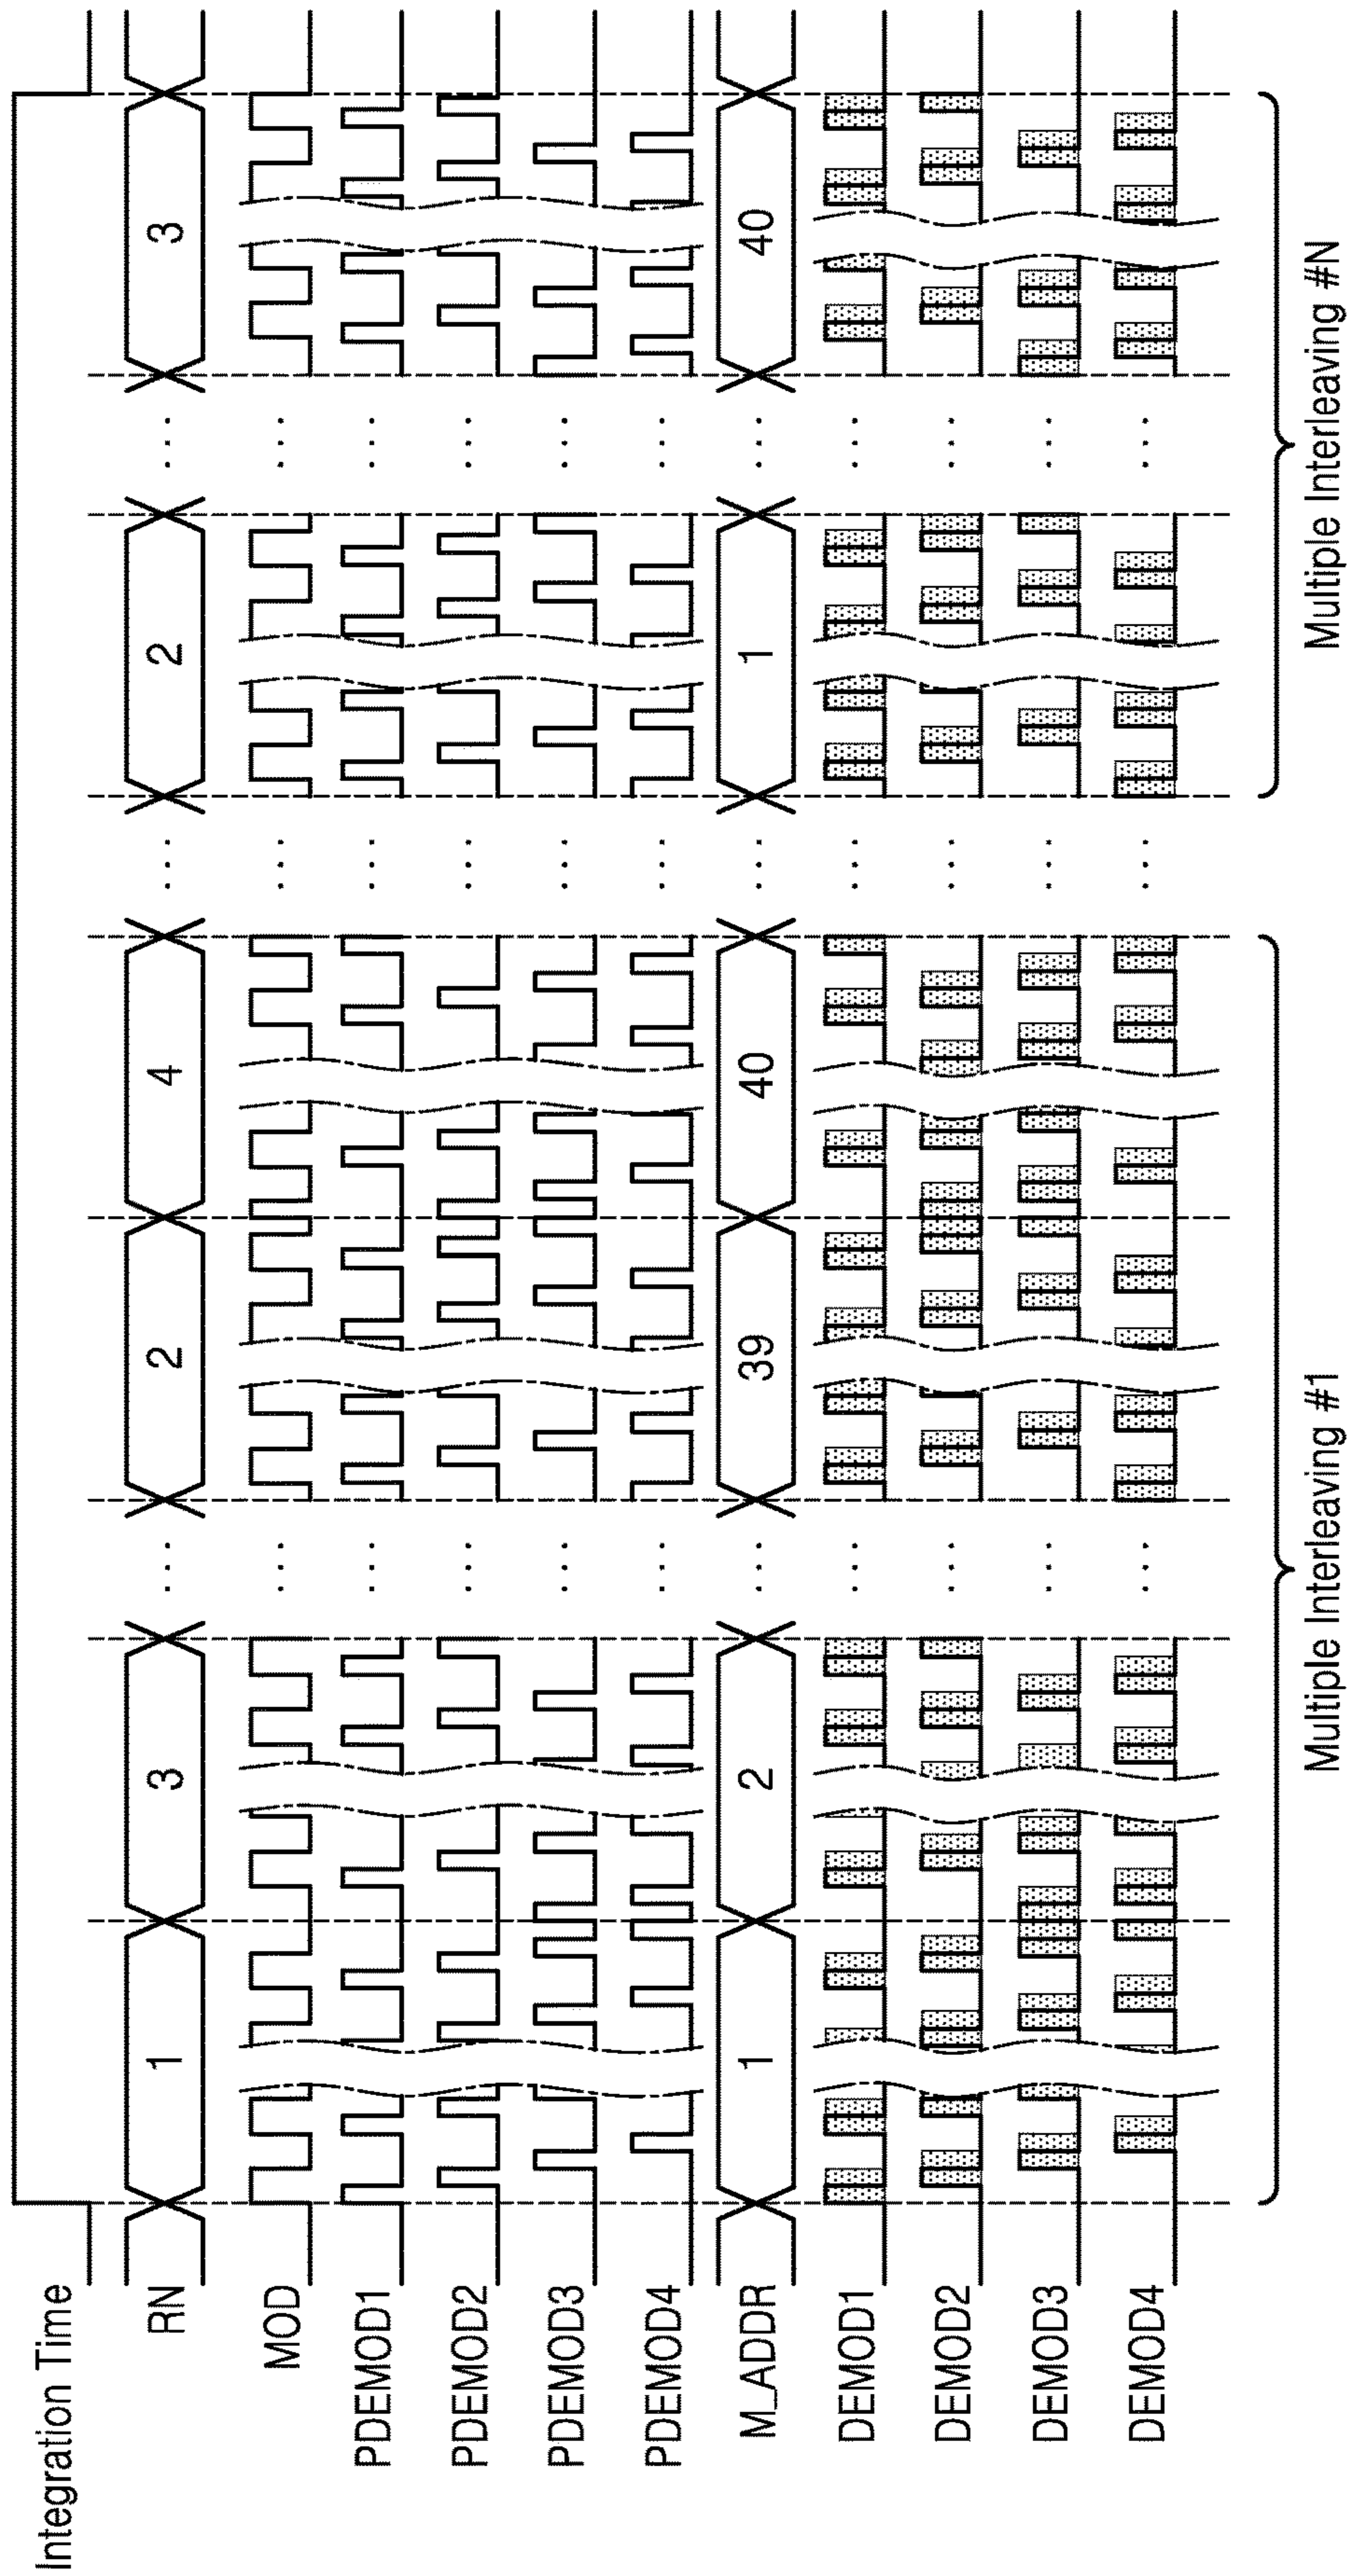 Integration Time
RN 1 3 ... 2 4 ... 2 ... 3
MOD ... ... ...
PDEMOD1 ... ... ...
PDEMOD2 ... ... ...
PDEMOD3 ... ... ...
PDEMOD4 ... ... ...
M_ADDR 1 2 ... 39 40 ... 1 ... 40
DEMOD1 ... ... ...
DEMOD2 ... ... ...
DEMOD3 ... ... ...
DEMOD4 ... ... ...
Multiple Interleaving #1 Multiple Interleaving #N